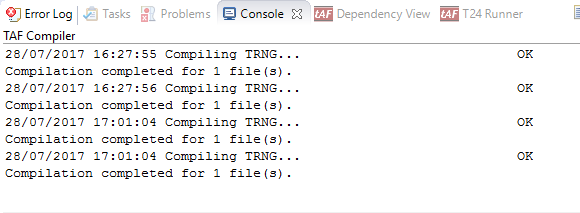 Error Log Tasks Problems Console tAF Dependency View tAF T24 Runner
TAF Compiler
28/07/2017 16:27:55 Compiling TRNG... OK
Compilation completed for 1 file(s).
28/07/2017 16:27:56 Compiling TRNG... OK
Compilation completed for 1 file(s).
28/07/2017 17:01:04 Compiling TRNG... OK
Compilation completed for 1 file(s).
28/07/2017 17:01:04 Compiling TRNG... OK
Compilation completed for 1 file(s).